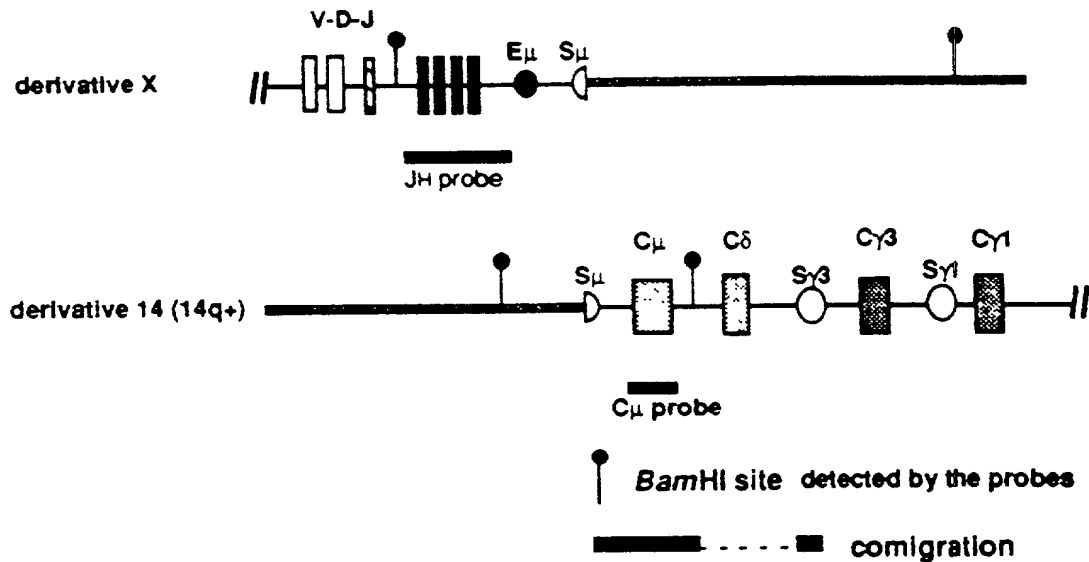 V-D-J
Eμ Sμ
derivative X
JH probe
Cμ Cδ Cγ3 Cγ1
Sμ Sγ3 Sγ1
derivative 14 (14q+)
Cμ probe
BamHI site detected by the probes
comigration